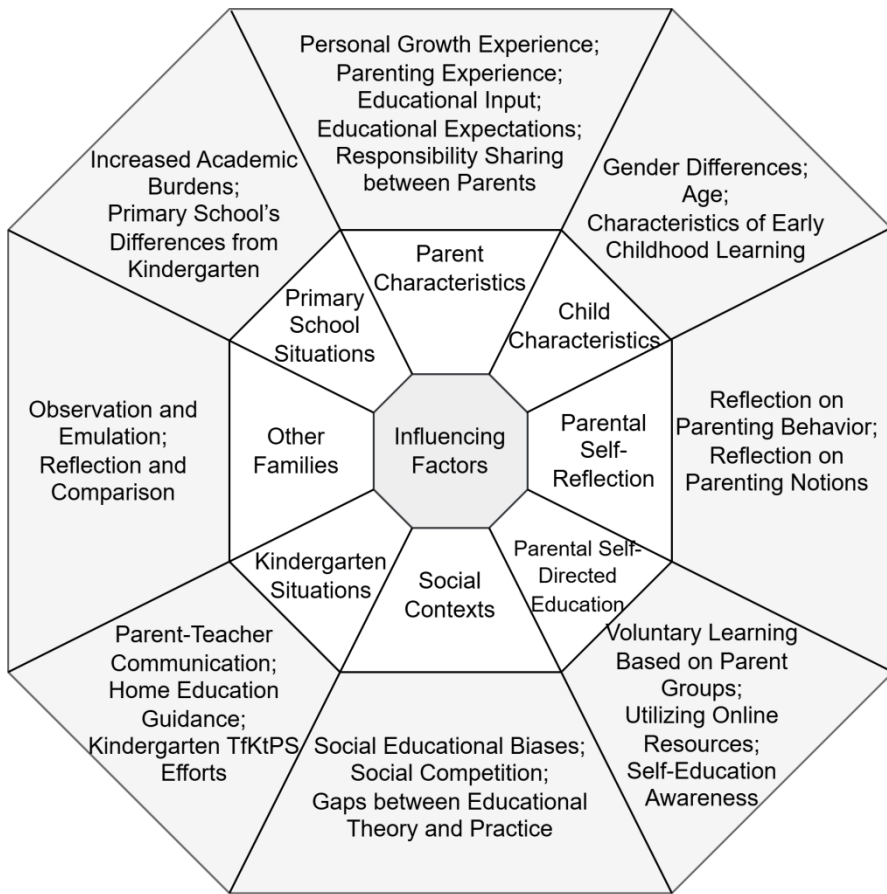 Personal Growth Experience;
Parenting Experience;
Educational Input;
Educational Expectations;
Responsibility Sharing
between Parents
Increased Academic
Burdens;
Primary School's
Differences from
Kindergarten
Gender Differences;
Age;
Characteristics of Early
Childhood Learning
Parent
Characteristics
Primary
School
Situations
Child
Characteristics
Observation and
Emulation;
Reflection and
Comparison
Other
Families
Influencing
Factors
Parental
Self-
Reflection
Reflection on
Parenting Behavior;
Reflection on
Parenting Notions
Kindergarten
Situations
Social
Contexts
Parental Self-
Directed
Education
Parent-Teacher
Communication;
Home Education
Guidance;
Kindergarten TfKtPS
Efforts
Social Educational Biases;
Social Competition;
Gaps between Educational
Theory and Practice
Voluntary Learning
Based on Parent
Groups;
Utilizing Online
Resources;
Self-Education
Awareness